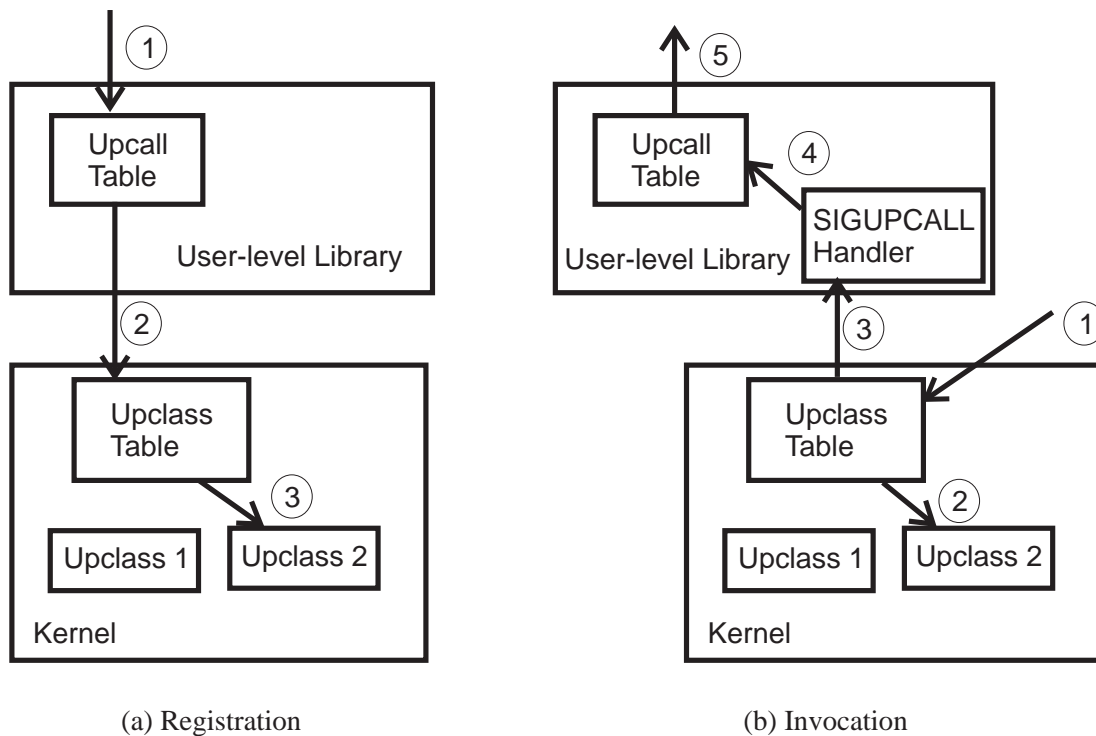 1
Upcall
Table
User-level Library
2
Upclass
Table
3
Upclass 1
Upclass 2
Kernel
(a) Registration
5
Upcall
Table
4
SIGUPCALL
Handler
User-level Library
3
1
Upclass
Table
2
Upclass 1
Upclass 2
Kernel
(b) Invocation